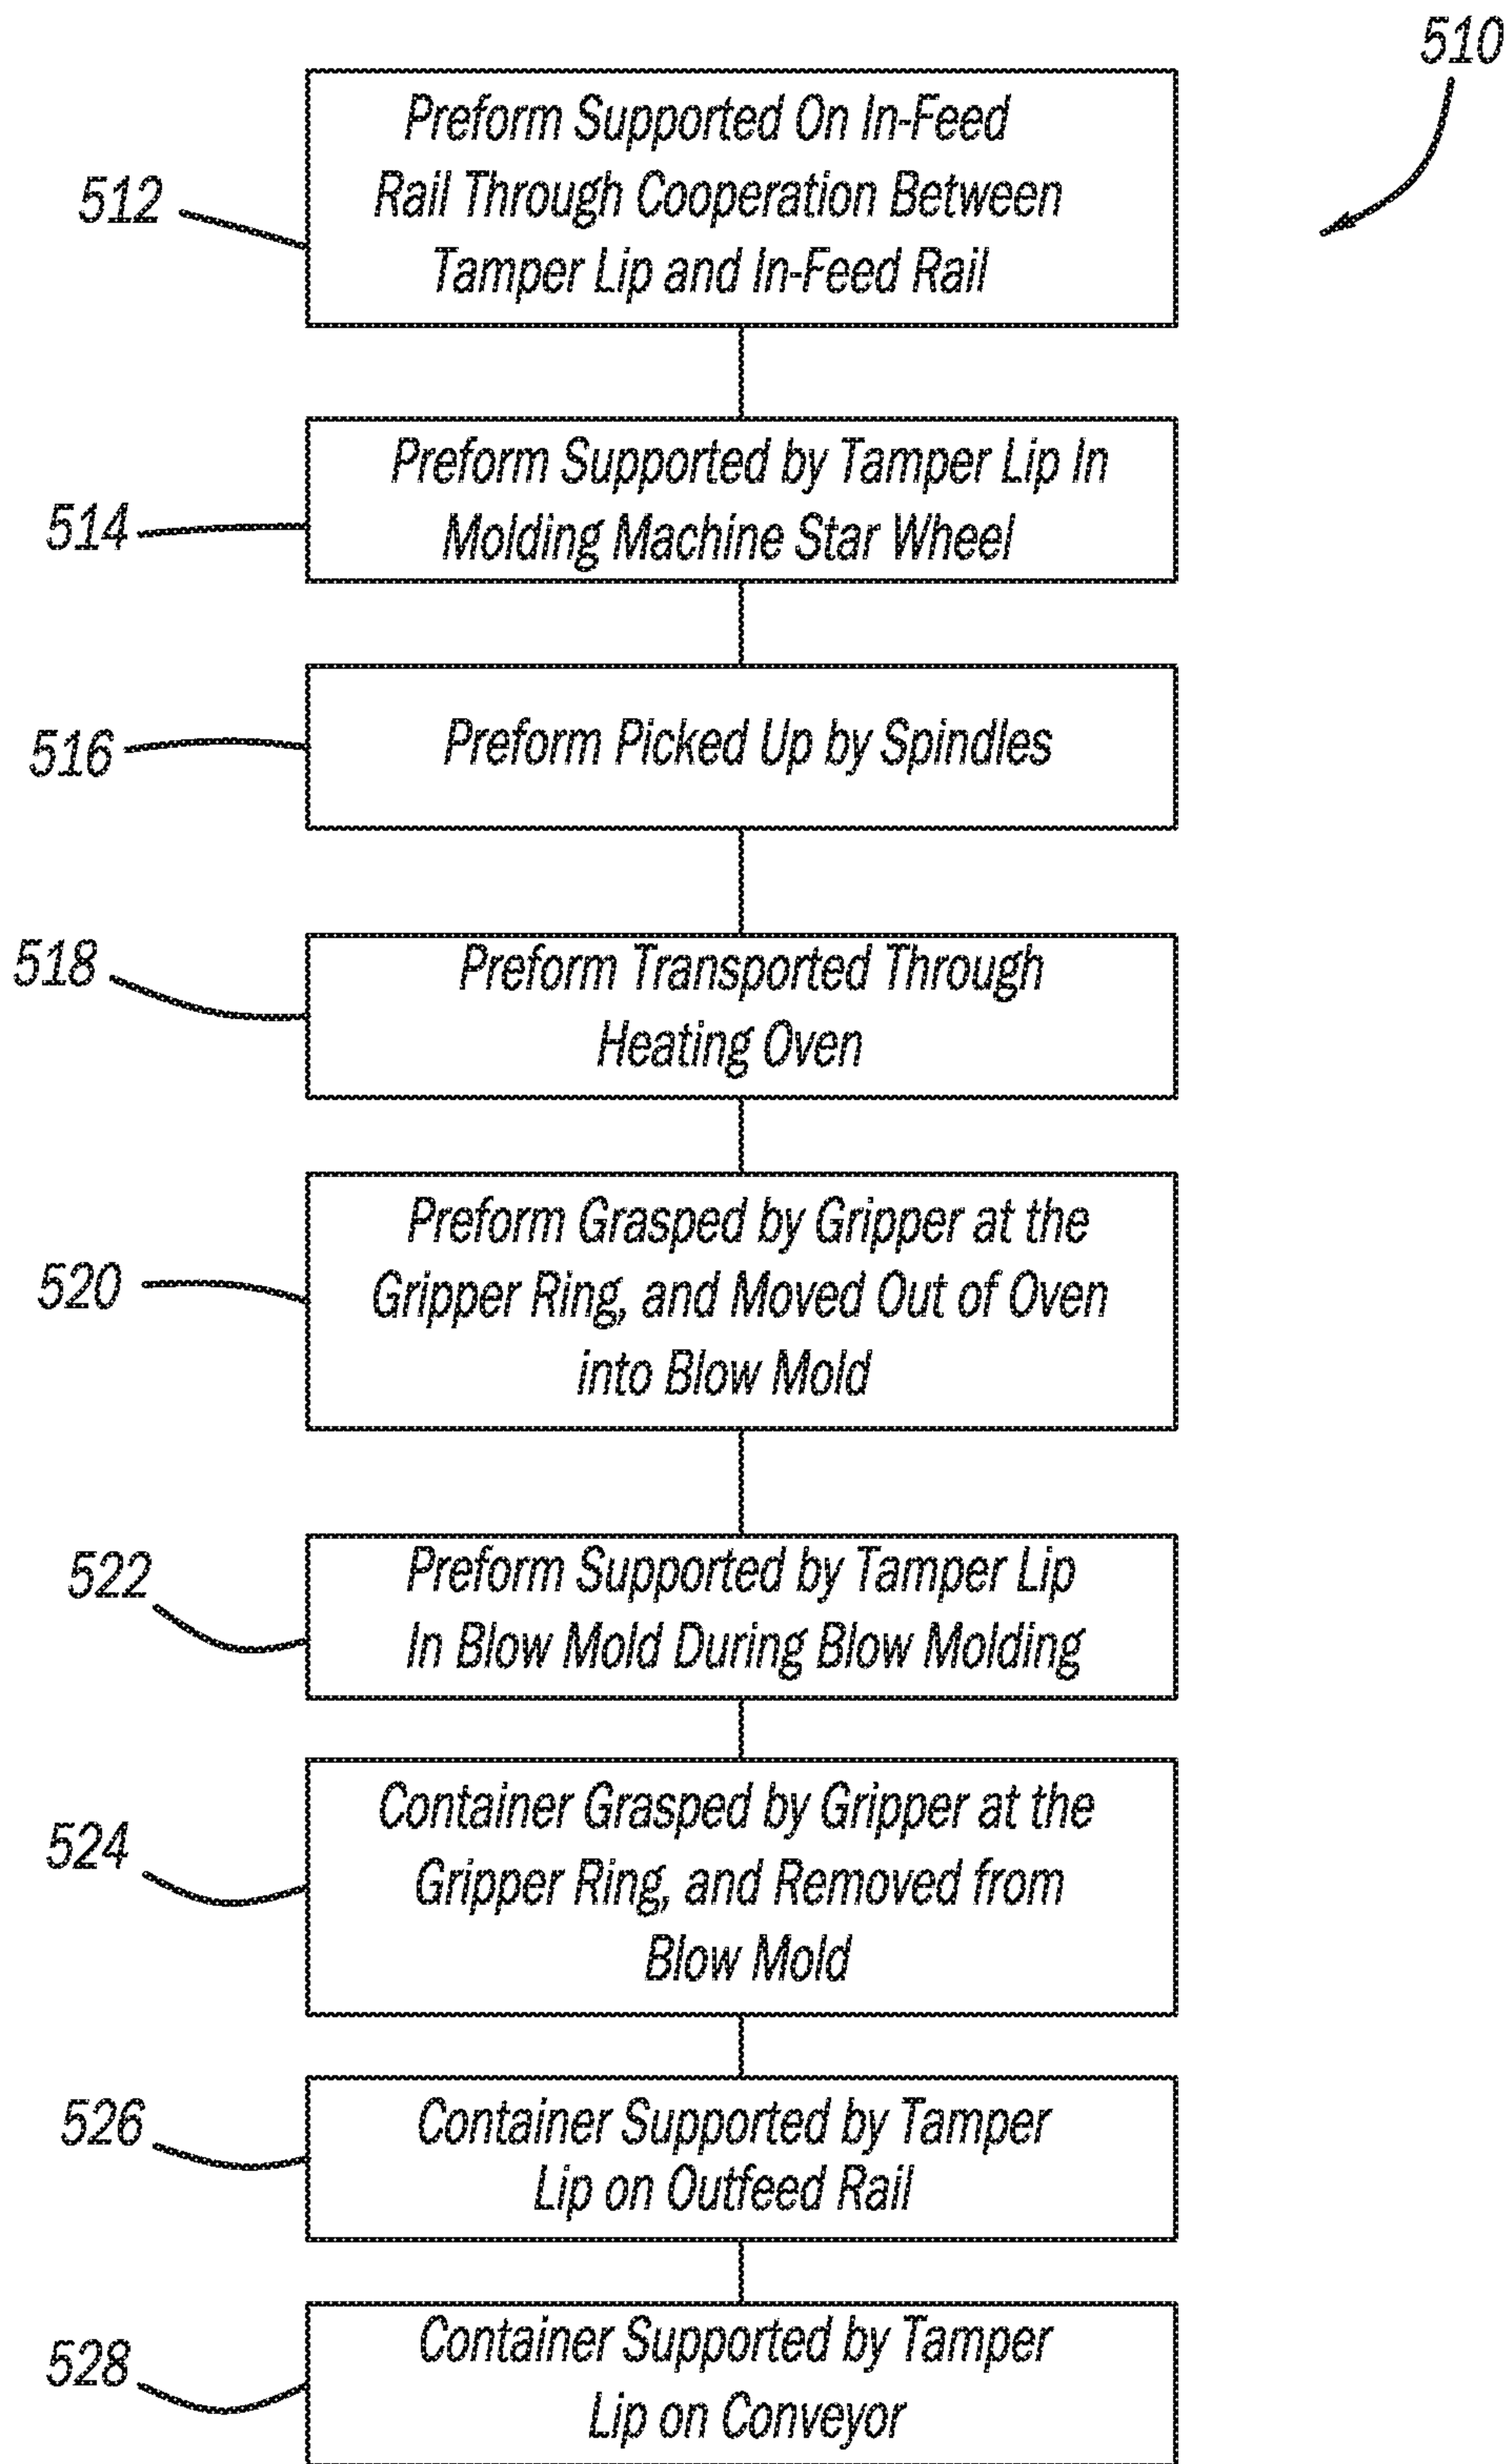 510
Preform Supported On In-Feed
Rail Through Cooperation Between
Tamper Lip and In-Feed Rail
512
Preform Supported by Tamper Lip In
Molding Machine Star Wheel
514
Preform Picked Up by Spindles
516
Preform Transported Through
Heating Oven
518
Preform Grasped by Gripper at the
Gripper Ring, and Moved Out of Oven
into Blow Mold
520
Preform Supported by Tamper Lip
In Blow Mold During Blow Molding
522
Container Grasped by Gripper at the
Gripper Ring, and Removed from
Blow Mold
524
Container Supported by Tamper
Lip on Outfeed Rail
526
Container Supported by Tamper
Lip on Conveyor
528